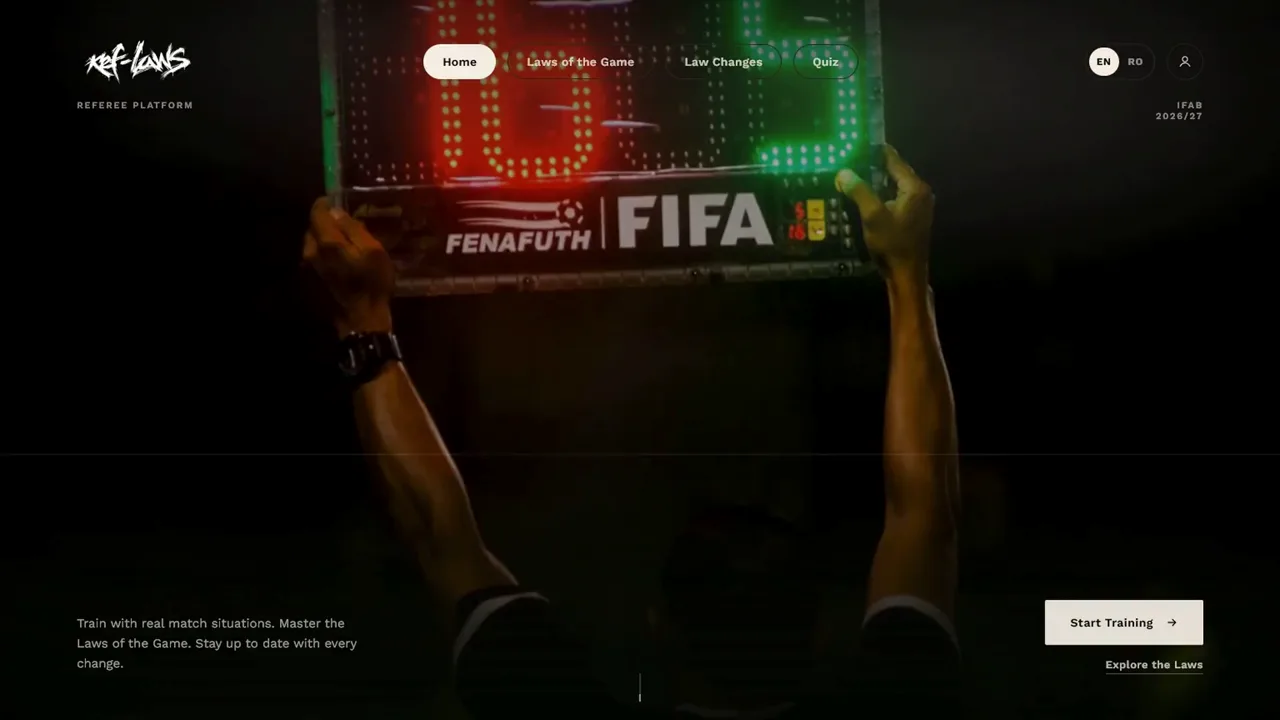 Ref-Laws
Home
Laws of the Game
Law Changes
Quiz
EN
RO
REFEREE PLATFORM
IFAB
2026/27
FENAFUTH
FIFA
Train with real match situations. Master the
Laws of the Game. Stay up to date with every
change.
Start Training →
Explore the Laws